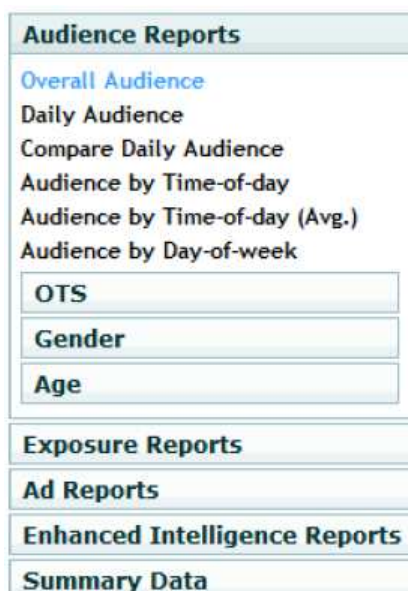 Audience Reports
Overall Audience
Daily Audience
Compare Daily Audience
Audience by Time-of-day
Audience by Time-of-day (Avg.)
Audience by Day-of-week
OTS
Gender
Age
Exposure Reports
Ad Reports
Enhanced Intelligence Reports
Summary Data